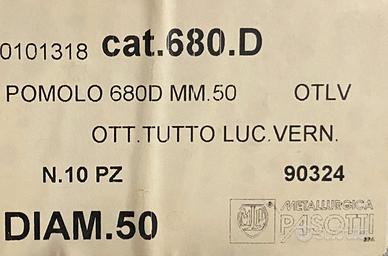 0101318 cat.680.D
POMOLO 680D MM.50 OTLV
OTT.TUTTO LUC.VERN.
N.10 PZ 90324
DIAM.50
METALLURGICA
PASOTTI